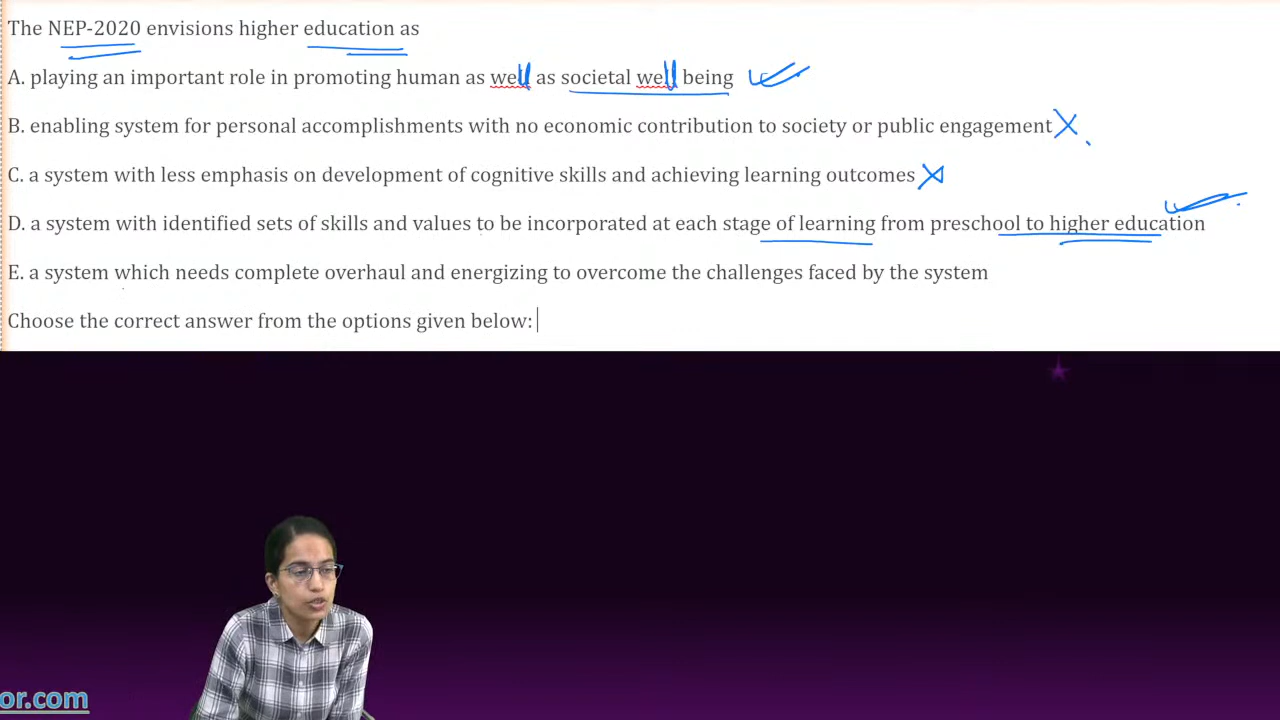 The NEP-2020 envisions higher education as
A. playing an important role in promoting human as well as societal well being
B. enabling system for personal accomplishments with no economic contribution to society or public engagement
C. a system with less emphasis on development of cognitive skills and achieving learning outcomes
D. a system with identified sets of skills and values to be incorporated at each stage of learning from preschool to higher education
E. a system which needs complete overhaul and energizing to overcome the challenges faced by the system
Choose the correct answer from the options given below:
or.com